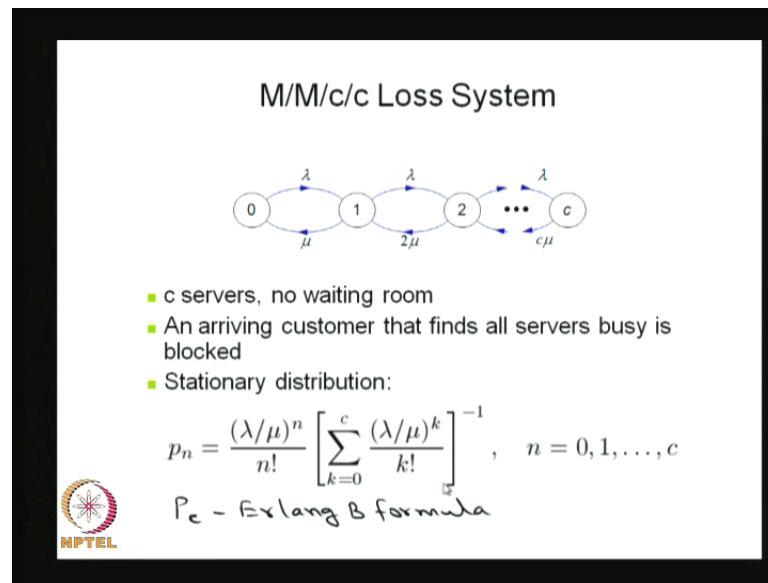 M/M/c/c Loss System
λ λ λ
0 1 2 ••• c
μ 2μ cμ
c servers, no waiting room
An arriving customer that finds all servers busy is
blocked
Stationary distribution:
pₙ = (λ/μ)ⁿ / n! [ ∑_{k=0}^{c} (λ/μ)ᵏ / k! ]⁻¹ , n = 0, 1, . . . , c
Pc - Erlang B formula
NPTEL